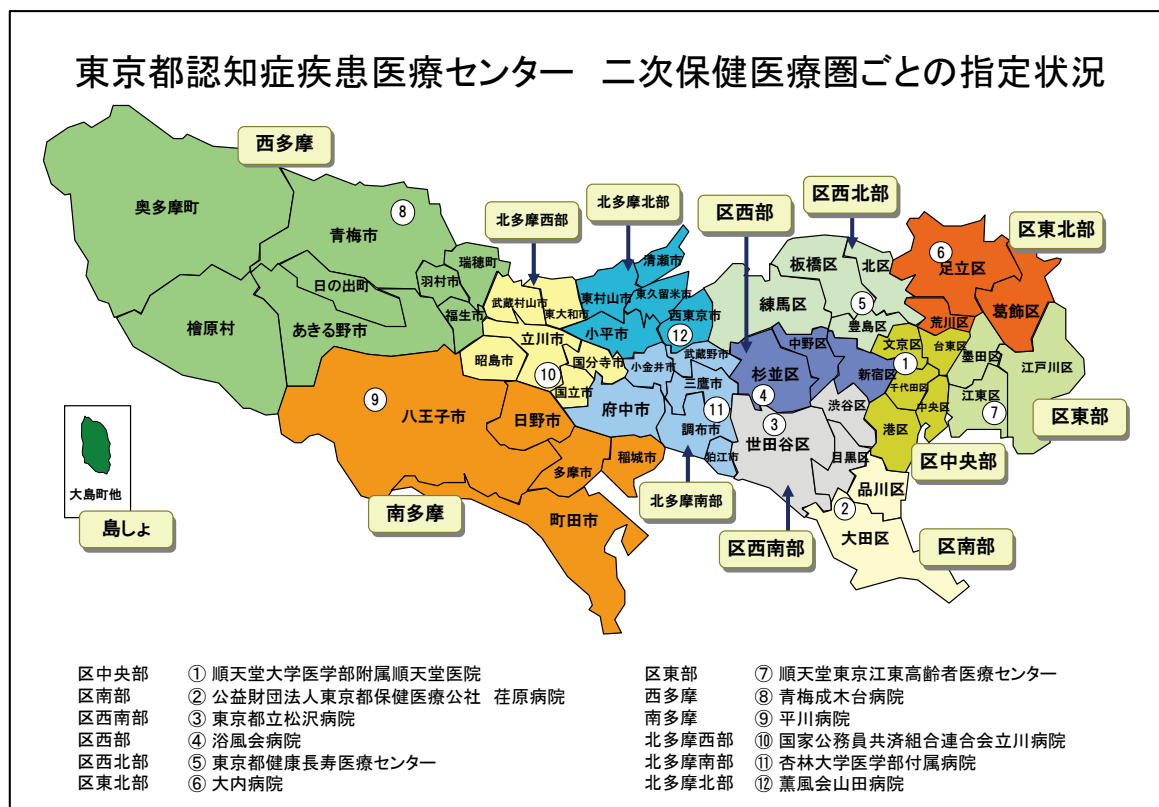 東京都認知症疾患医療センター 二次保健医療圏ごとの指定状況
西多摩
北多摩西部
北多摩北部
区西部
区西北部
区東北部
奥多摩町
⑧
青梅市
瑞穂町
羽村市
日の出町
福生市
檜原村
あきる野市
武蔵村山市
東大和市
立川市
昭島市
国分寺市
⑩
国立市
清瀬市
東村山市
東久留米市
西東京市
小平市
⑫
武蔵野市
小金井市
三鷹市
府中市
⑪
調布市
狛江市
板橋区
北区
練馬区
⑤
豊島区
⑥
足立区
荒川区
葛飾区
中野区
杉並区
新宿区
④
文京区
台東区
①
千代田区
中央区
港区
墨田区
江東区
江戸川区
⑦
渋谷区
③
世田谷区
目黒区
品川区
②
大田区
⑨
八王子市
日野市
多摩市
稲城市
町田市
大島町他
島しょ
南多摩
北多摩南部
区西南部
区中央部
区東部
区南部
区中央部 ① 順天堂大学医学部附属順天堂医院
区南部 ② 公益財団法人東京都保健医療公社 荏原病院
区西南部 ③ 東京都立松沢病院
区西部 ④ 浴風会病院
区西北部 ⑤ 東京都健康長寿医療センター
区東北部 ⑥ 大内病院
区東部 ⑦ 順天堂東京江東高齢者医療センター
西多摩 ⑧ 青梅成木台病院
南多摩 ⑨ 平川病院
北多摩西部 ⑩ 国家公務員共済組合連合会立川病院
北多摩南部 ⑪ 杏林大学医学部付属病院
北多摩北部 ⑫ 薫風会山田病院